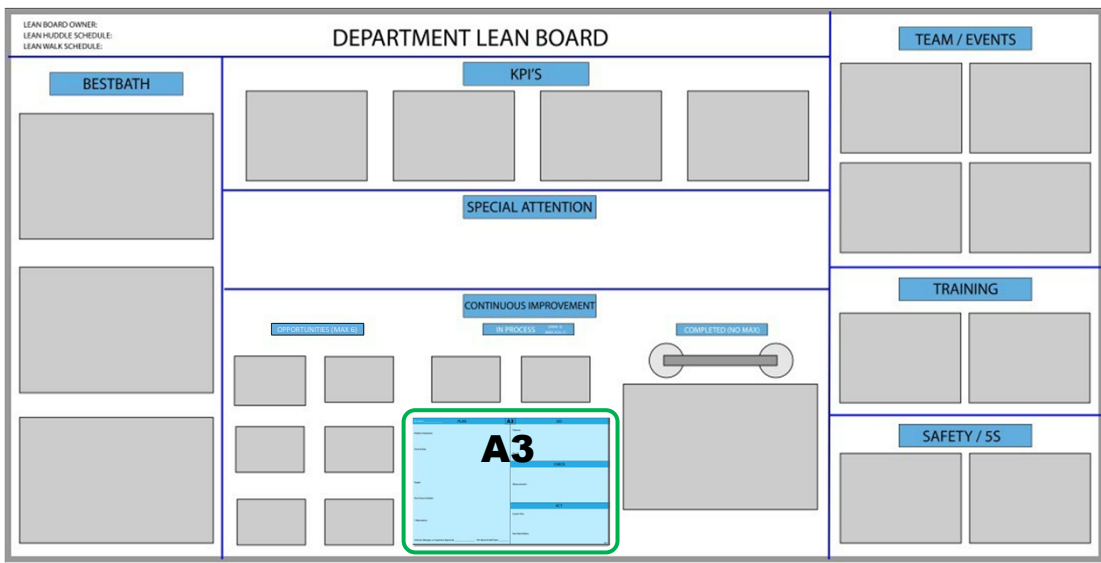 LEAN BOARD OWNER:
LEAN HUDDLE SCHEDULE:
LEAN WALK SCHEDULE:
DEPARTMENT LEAN BOARD
TEAM / EVENTS
BESTBATH
KPI'S
SPECIAL ATTENTION
TRAINING
CONTINUOUS IMPROVEMENT
OPPORTUNITIES (MAX 6)
IN PROCESS
COMPLETED (NO MAX)
SAFETY / 5S
PLAN
A3
A3
CHECK
ACT